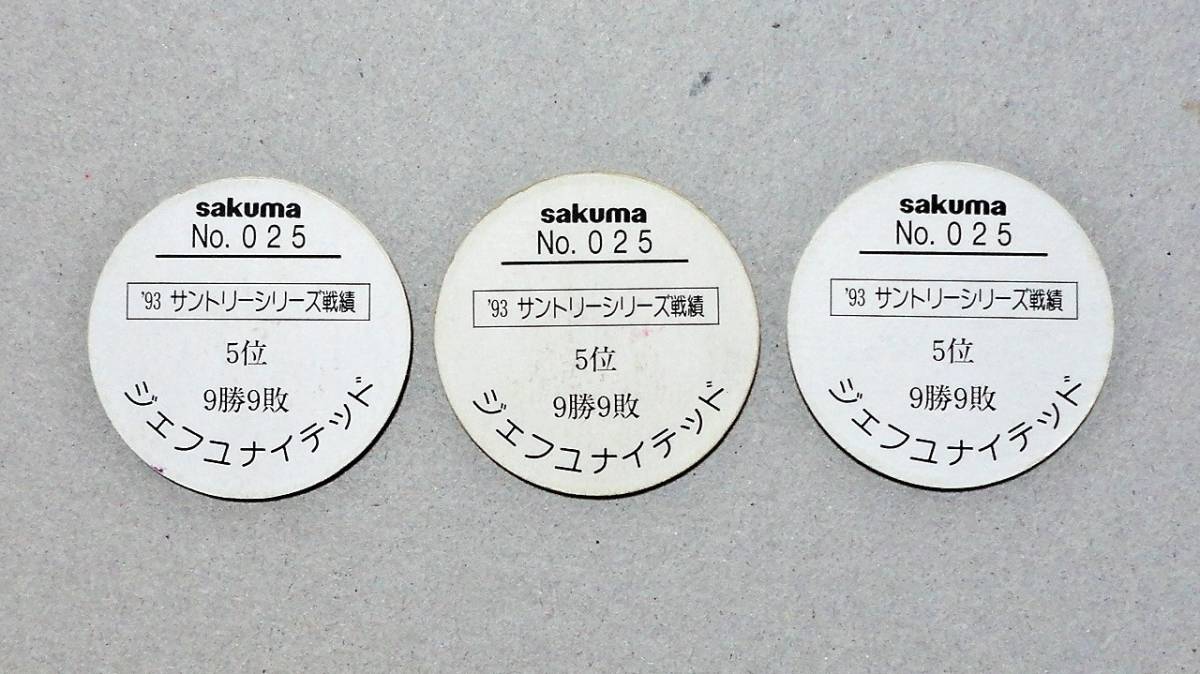 sakuma
No. 025
'93 サントリーシリーズ戦績
5位
9勝9敗
ジェフユナイテッド
sakuma
No. 025
'93 サントリーシリーズ戦績
5位
9勝9敗
ジェフユナイテッド
sakuma
No. 025
'93 サントリーシリーズ戦績
5位
9勝9敗
ジェフユナイテッド